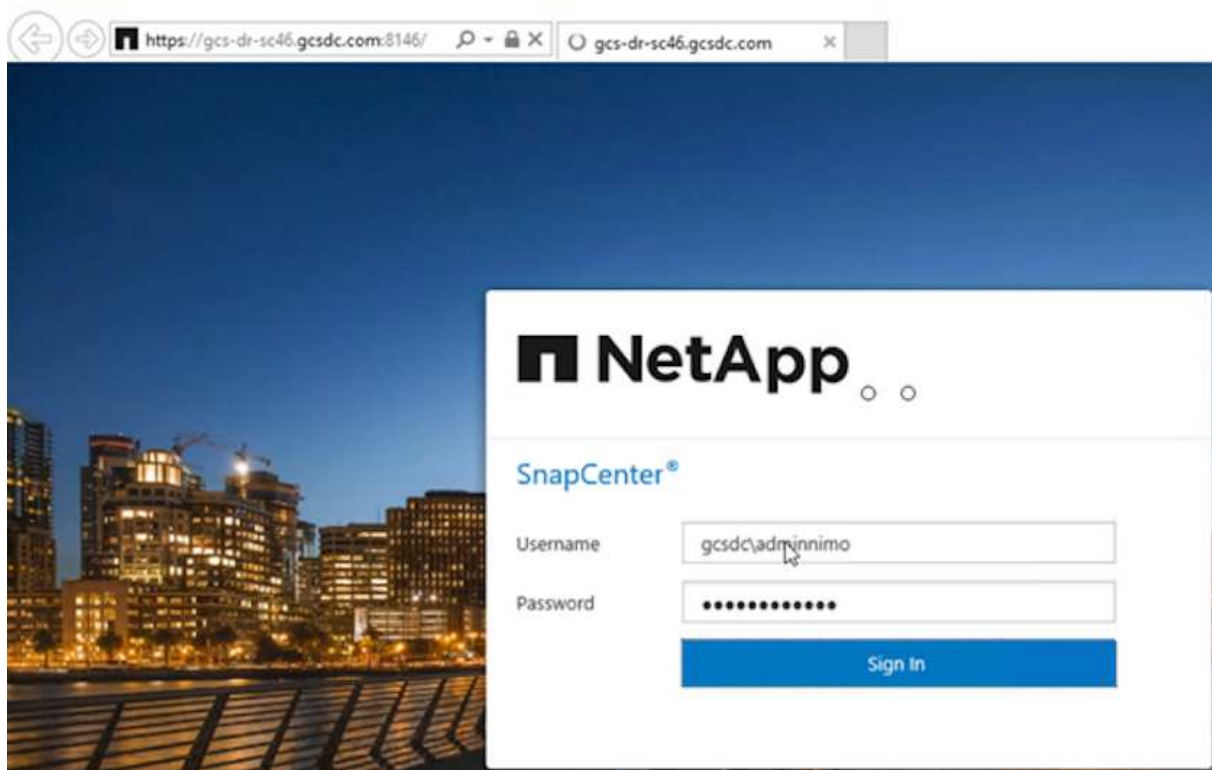 https://gcs-dr-sc46.gcsdc.com:8146/
gcs-dr-sc46.gcsdc.com
NetApp
SnapCenter®
Username gcsdc\adminnimo
Password ●●●●●●●●●●●●
Sign In